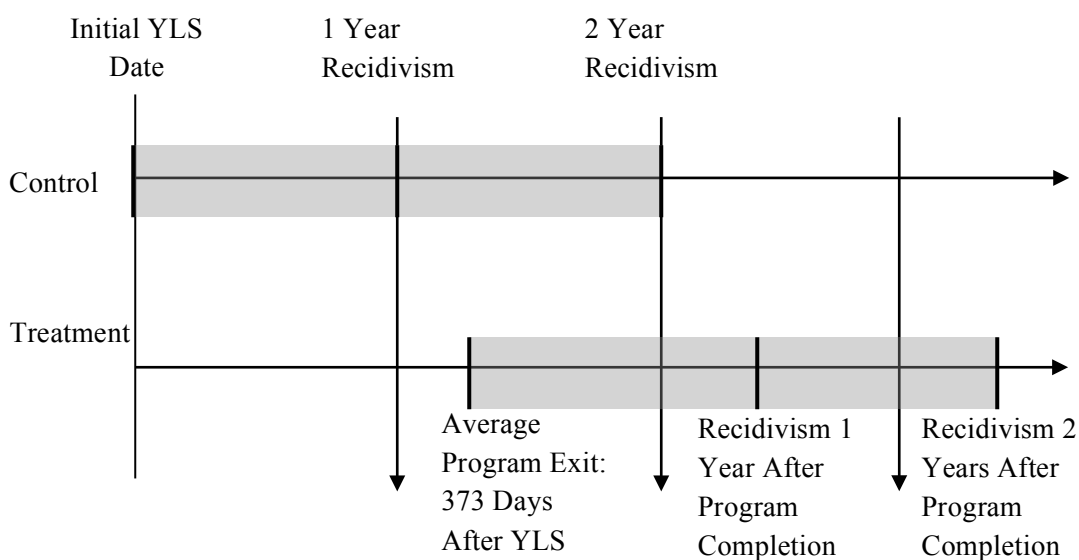 Initial YLS
Date
1 Year
Recidivism
2 Year
Recidivism
Control
Treatment
Average
Program Exit:
373 Days
After YLS
Recidivism 1
Year After
Program
Completion
Recidivism 2
Years After
Program
Completion